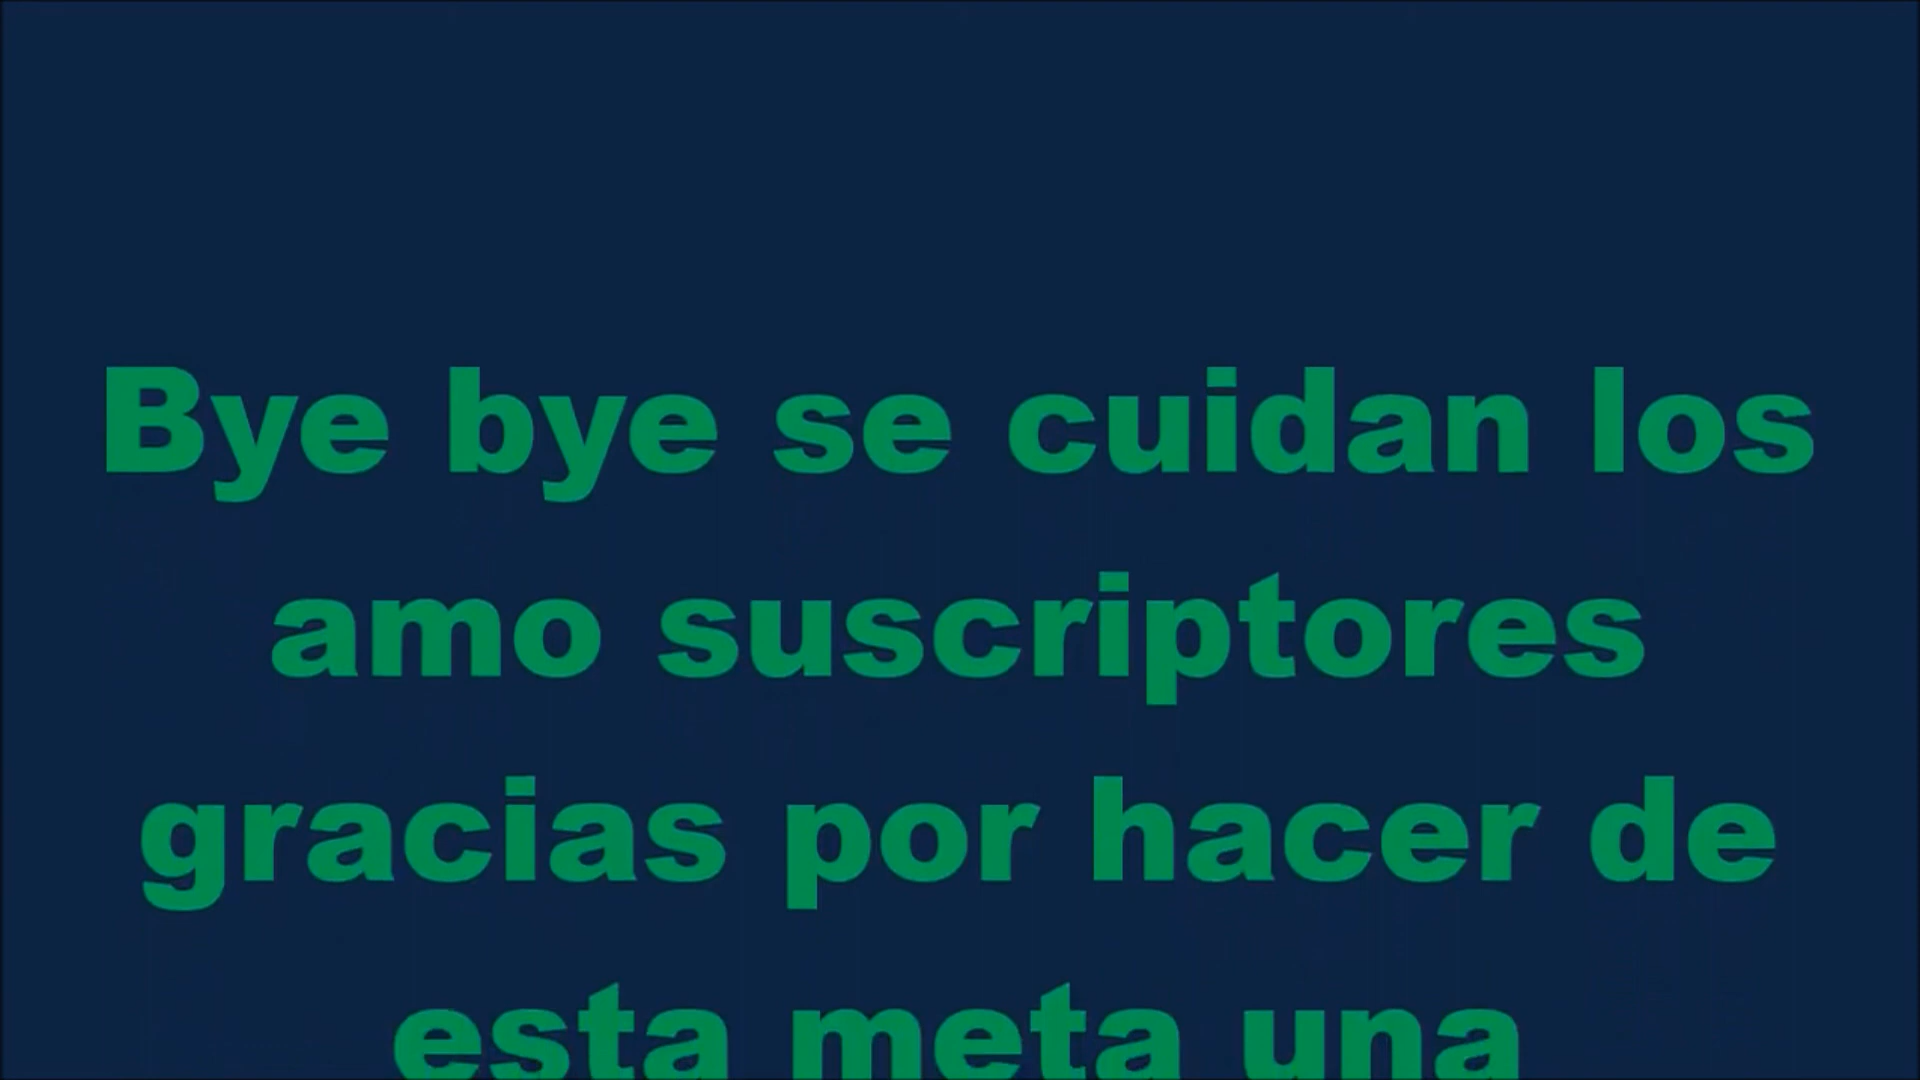 Bye bye se cuidan los
amo suscriptores
gracias por hacer de
esta meta una